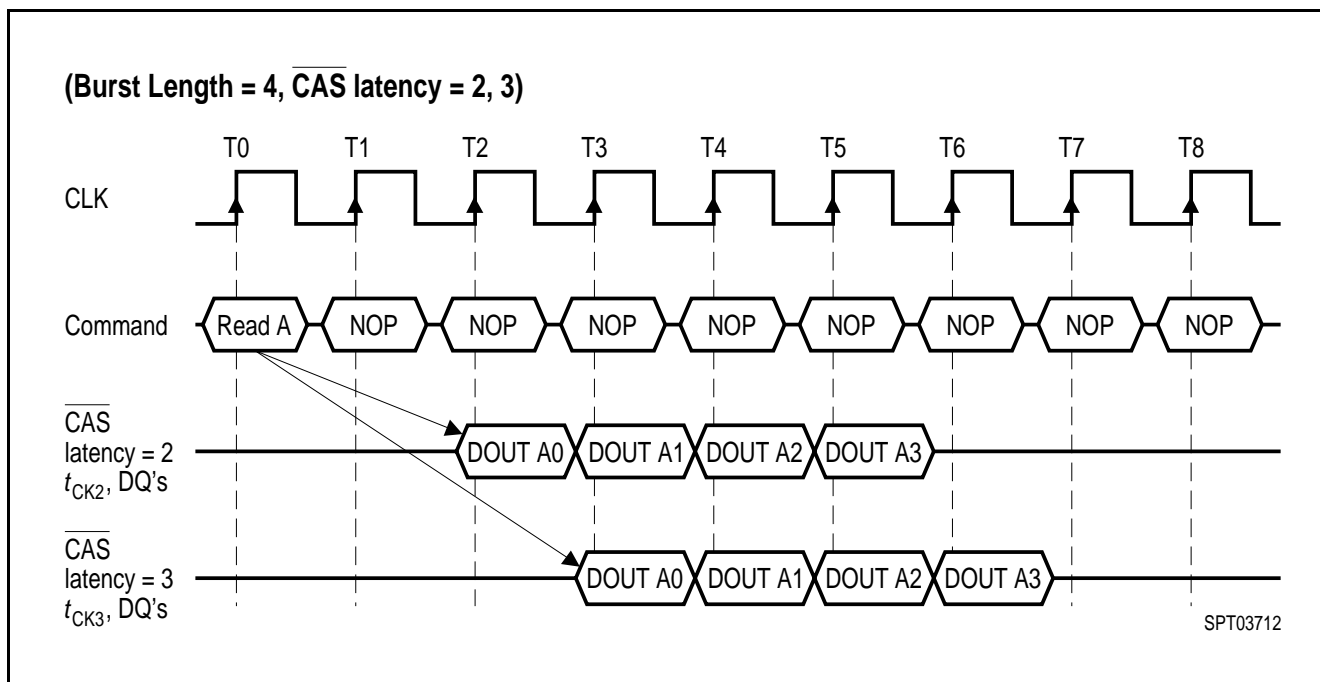 (Burst Length = 4, CAS latency = 2, 3)
T0 T1 T2 T3 T4 T5 T6 T7 T8
CLK
Command Read A NOP NOP NOP NOP NOP NOP NOP NOP
CAS
latency = 2
tCK2, DQ's
DOUT A0 DOUT A1 DOUT A2 DOUT A3
CAS
latency = 3
tCK3, DQ's
DOUT A0 DOUT A1 DOUT A2 DOUT A3
SPT03712